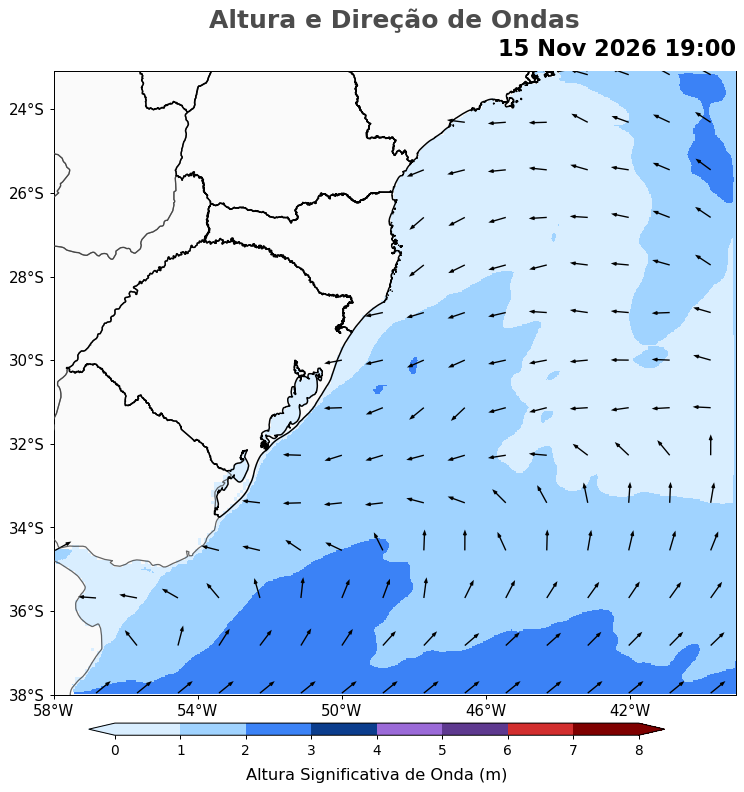 Altura e Direção de Ondas
15 Nov 2026 19:00
24°S
26°S
28°S
30°S
32°S
34°S
36°S
38°S
58°W 54°W 50°W 46°W 42°W
0 1 2 3 4 5 6 7 8
Altura Significativa de Onda (m)